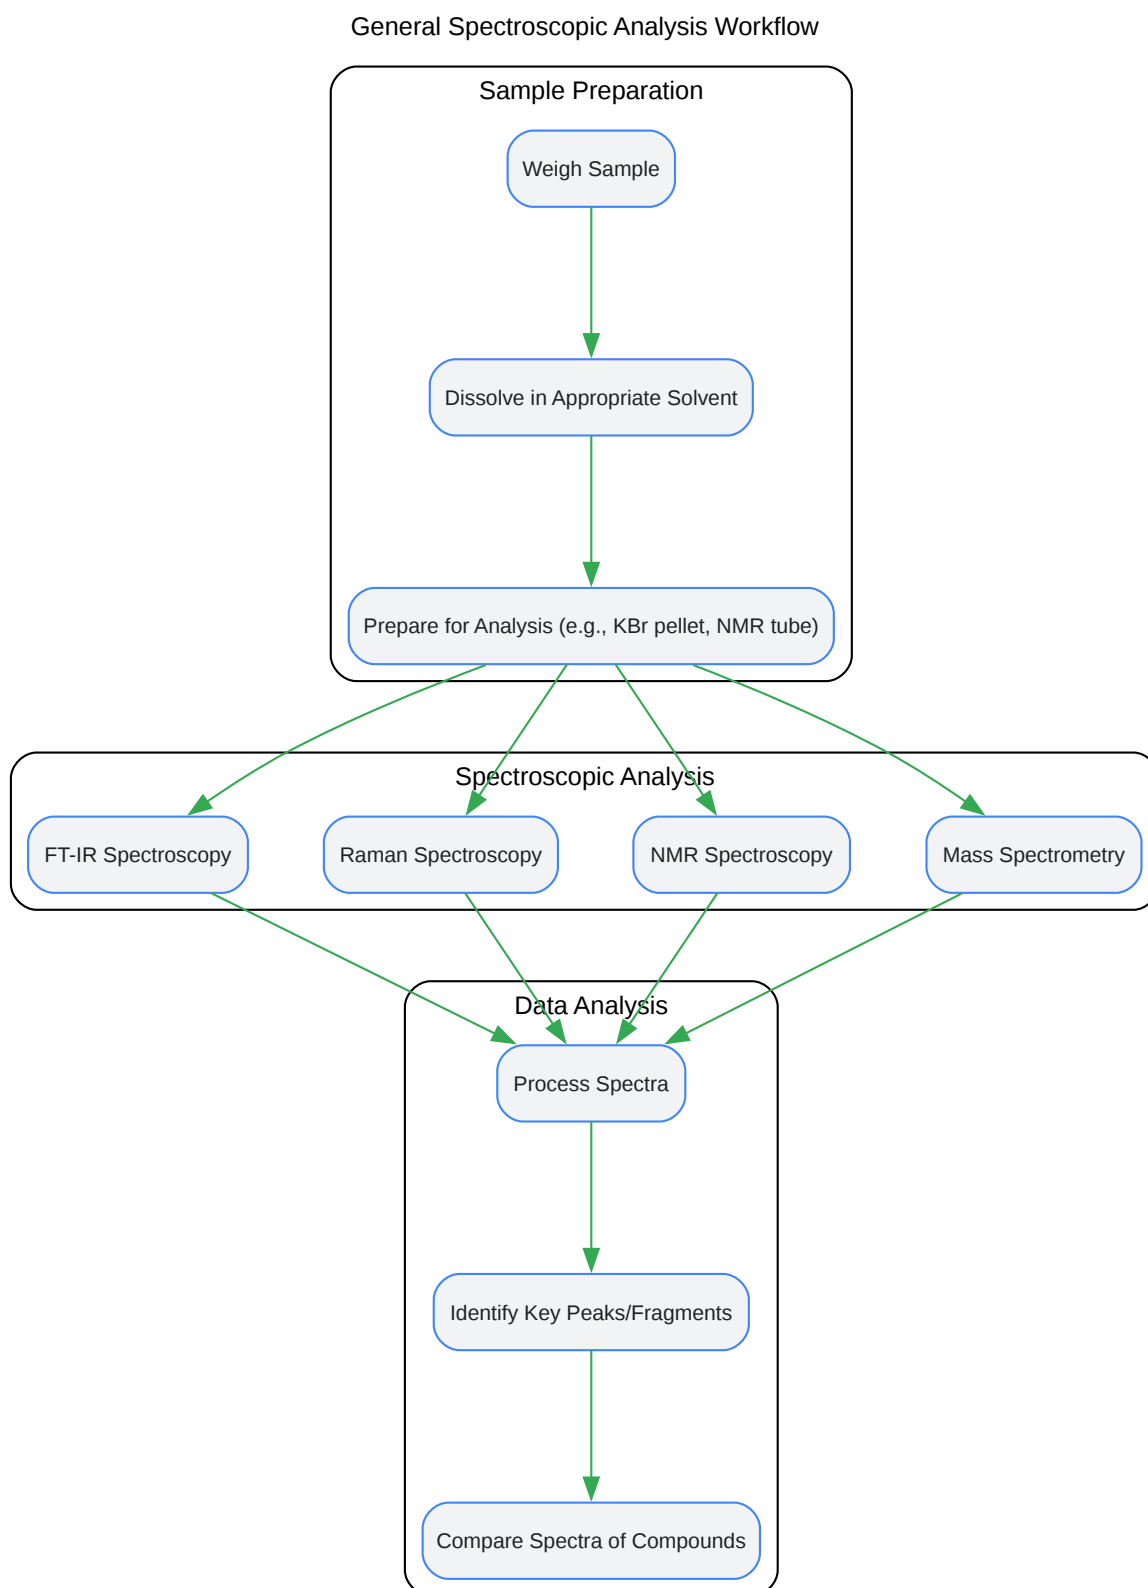 General Spectroscopic Analysis Workflow
Sample Preparation
Weigh Sample
Dissolve in Appropriate Solvent
Prepare for Analysis (e.g., KBr pellet, NMR tube)
Spectroscopic Analysis
FT-IR Spectroscopy
Raman Spectroscopy
NMR Spectroscopy
Mass Spectrometry
Data Analysis
Process Spectra
Identify Key Peaks/Fragments
Compare Spectra of Compounds